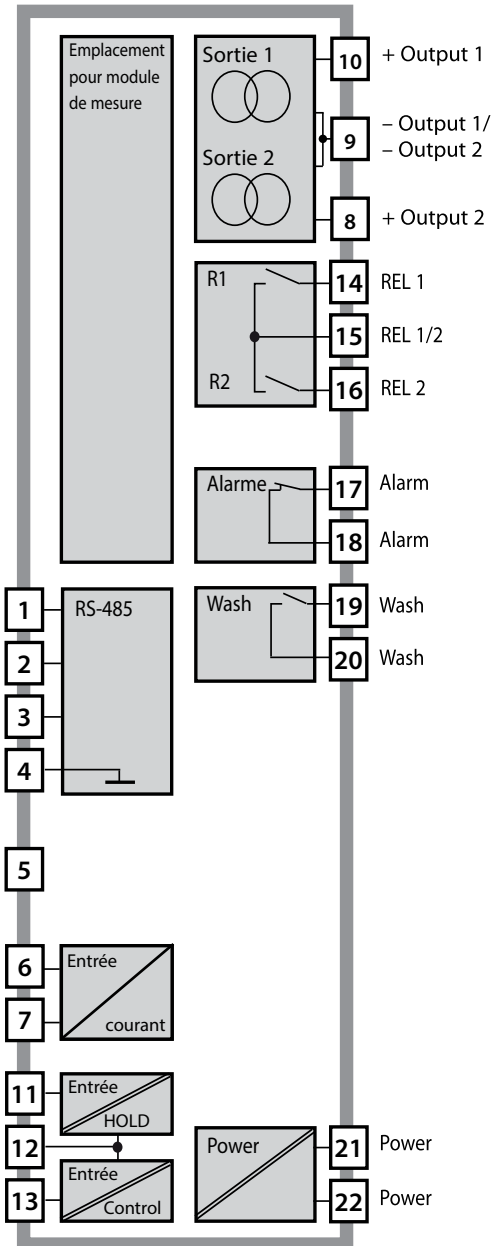 Emplacement
pour module
de mesure
Sortie 1
Sortie 2
10 + Output 1
9 – Output 1/
– Output 2
8 + Output 2
R1
R2
14 REL 1
15 REL 1/2
16 REL 2
Alarme
17 Alarm
18 Alarm
1
2
3
4
RS-485
Wash
19 Wash
20 Wash
5
6
7
Entrée
courant
11
12
13
Entrée
HOLD
Entrée
Control
Power
21 Power
22 Power